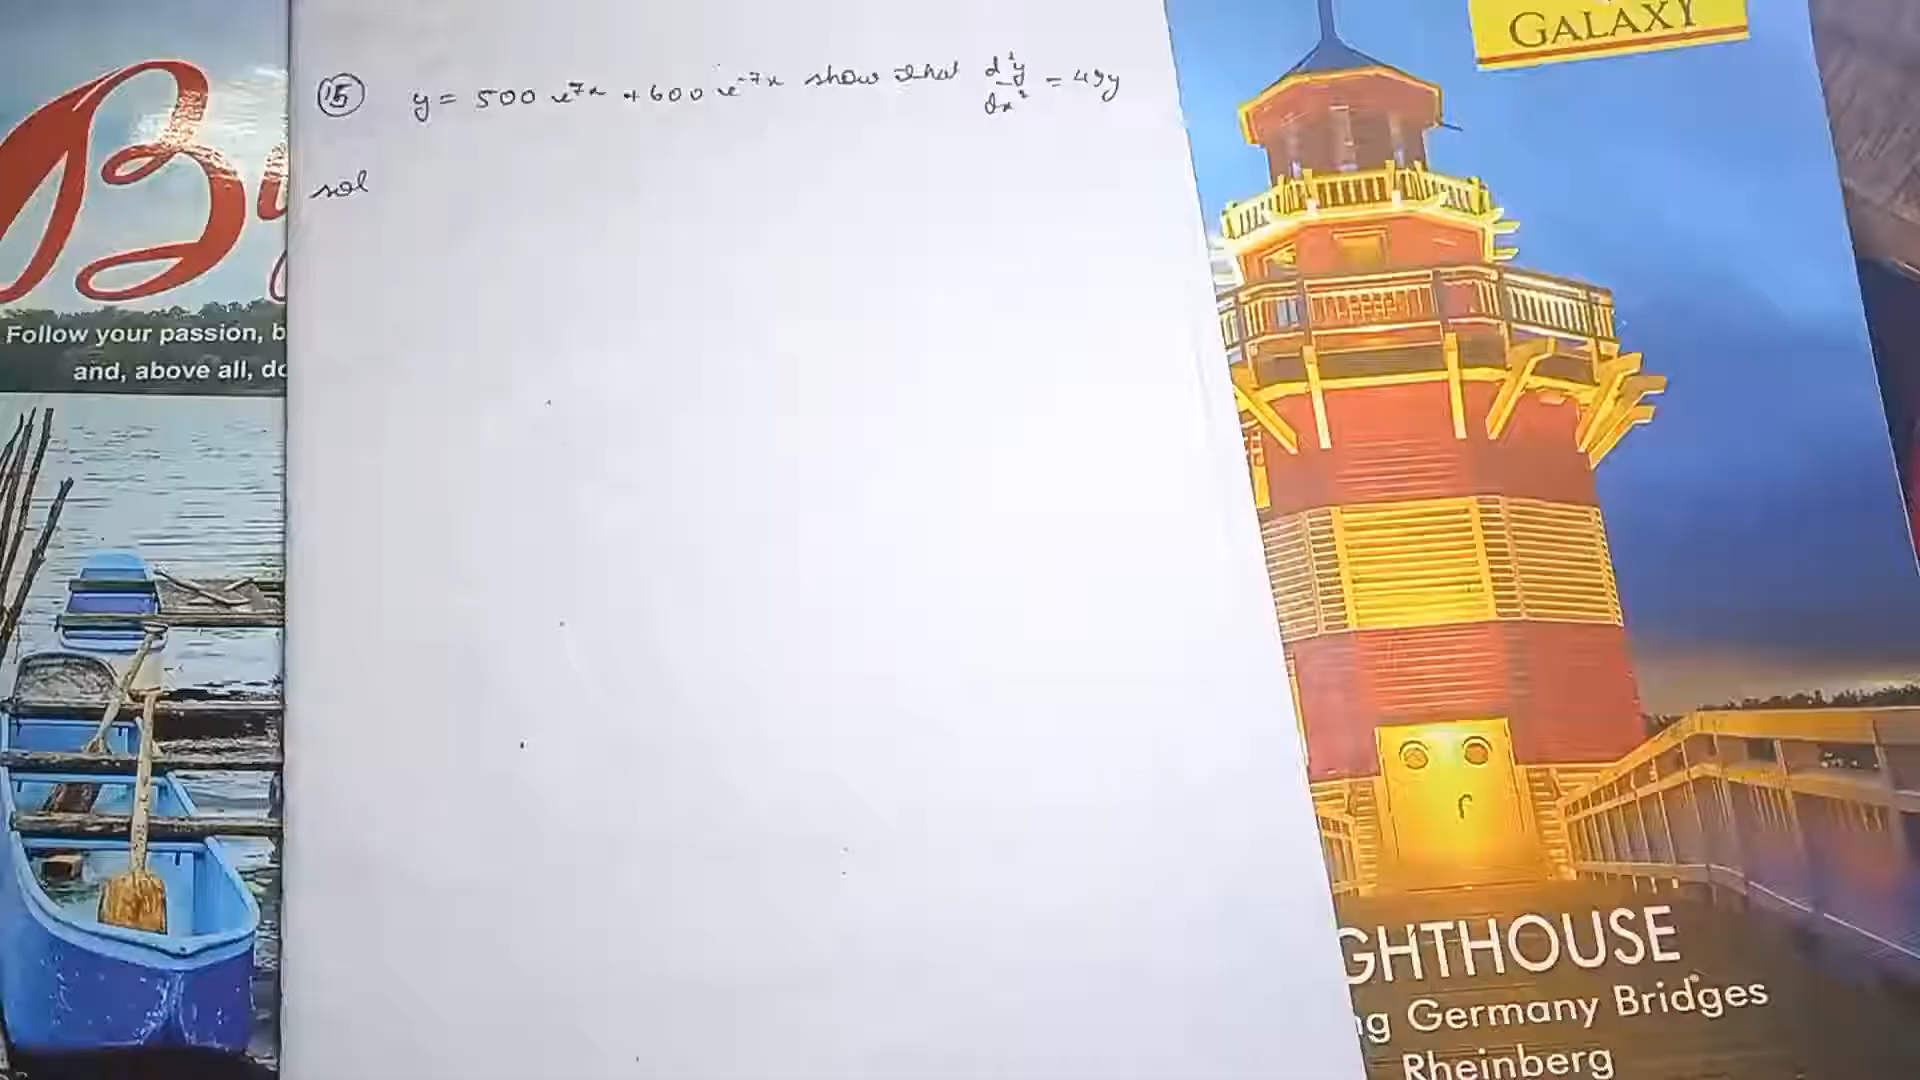 GALAXY
(15) y = 500 e^7x + 600 e^-7x show that d²y/dx² = 49y
sol
B
Follow your passion, b
and, above all, do
GHTHOUSE
ng Germany Bridges
Rheinberg